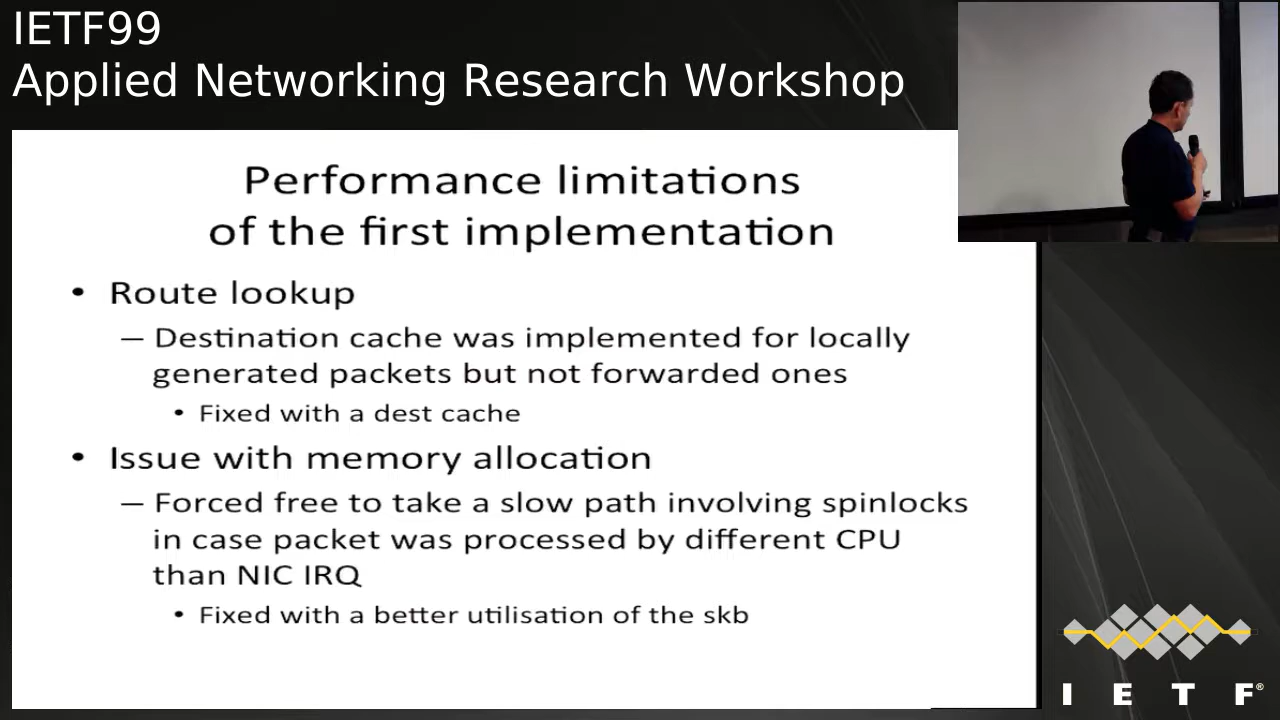 IETF99
Applied Networking Research Workshop
Performance limitations
of the first implementation
• Route lookup
– Destination cache was implemented for locally
generated packets but not forwarded ones
• Fixed with a dest cache
• Issue with memory allocation
– Forced free to take a slow path involving spinlocks
in case packet was processed by different CPU
than NIC IRQ
• Fixed with a better utilisation of the skb
I E T F®